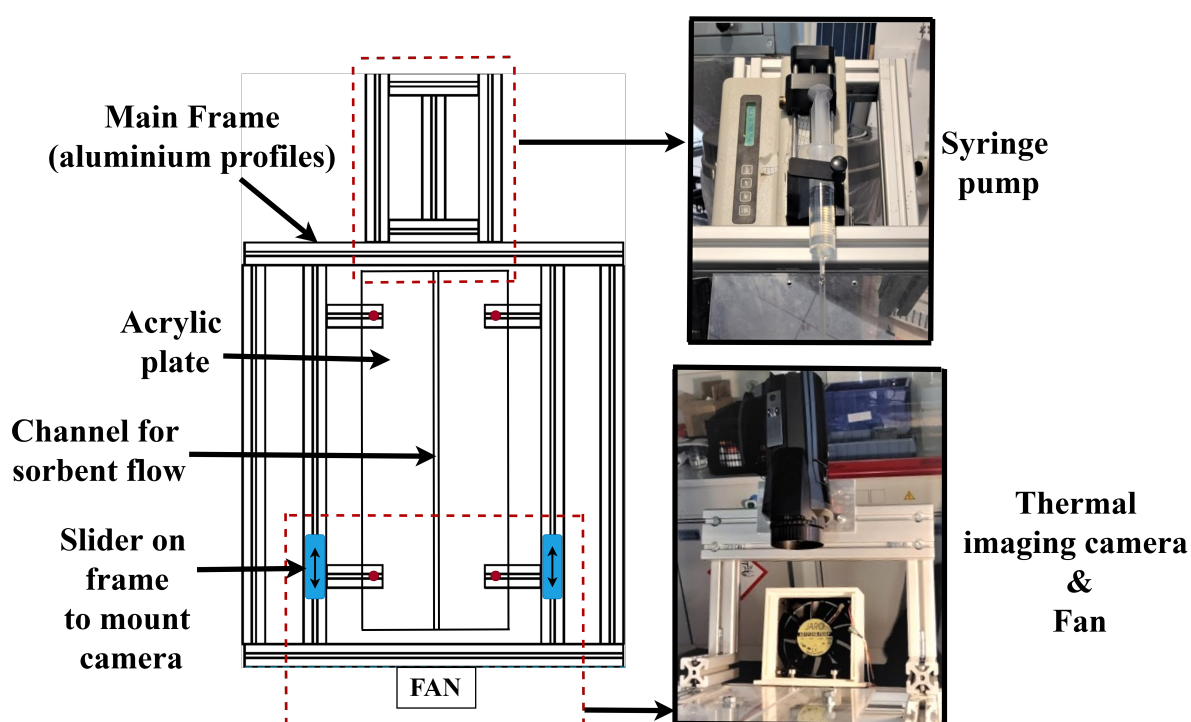 Main Frame
(aluminium profiles)
Acrylic
plate
Channel for
sorbent flow
Slider on
frame
to mount
camera
FAN
Syringe
pump
Thermal
imaging camera
&
Fan
JARO